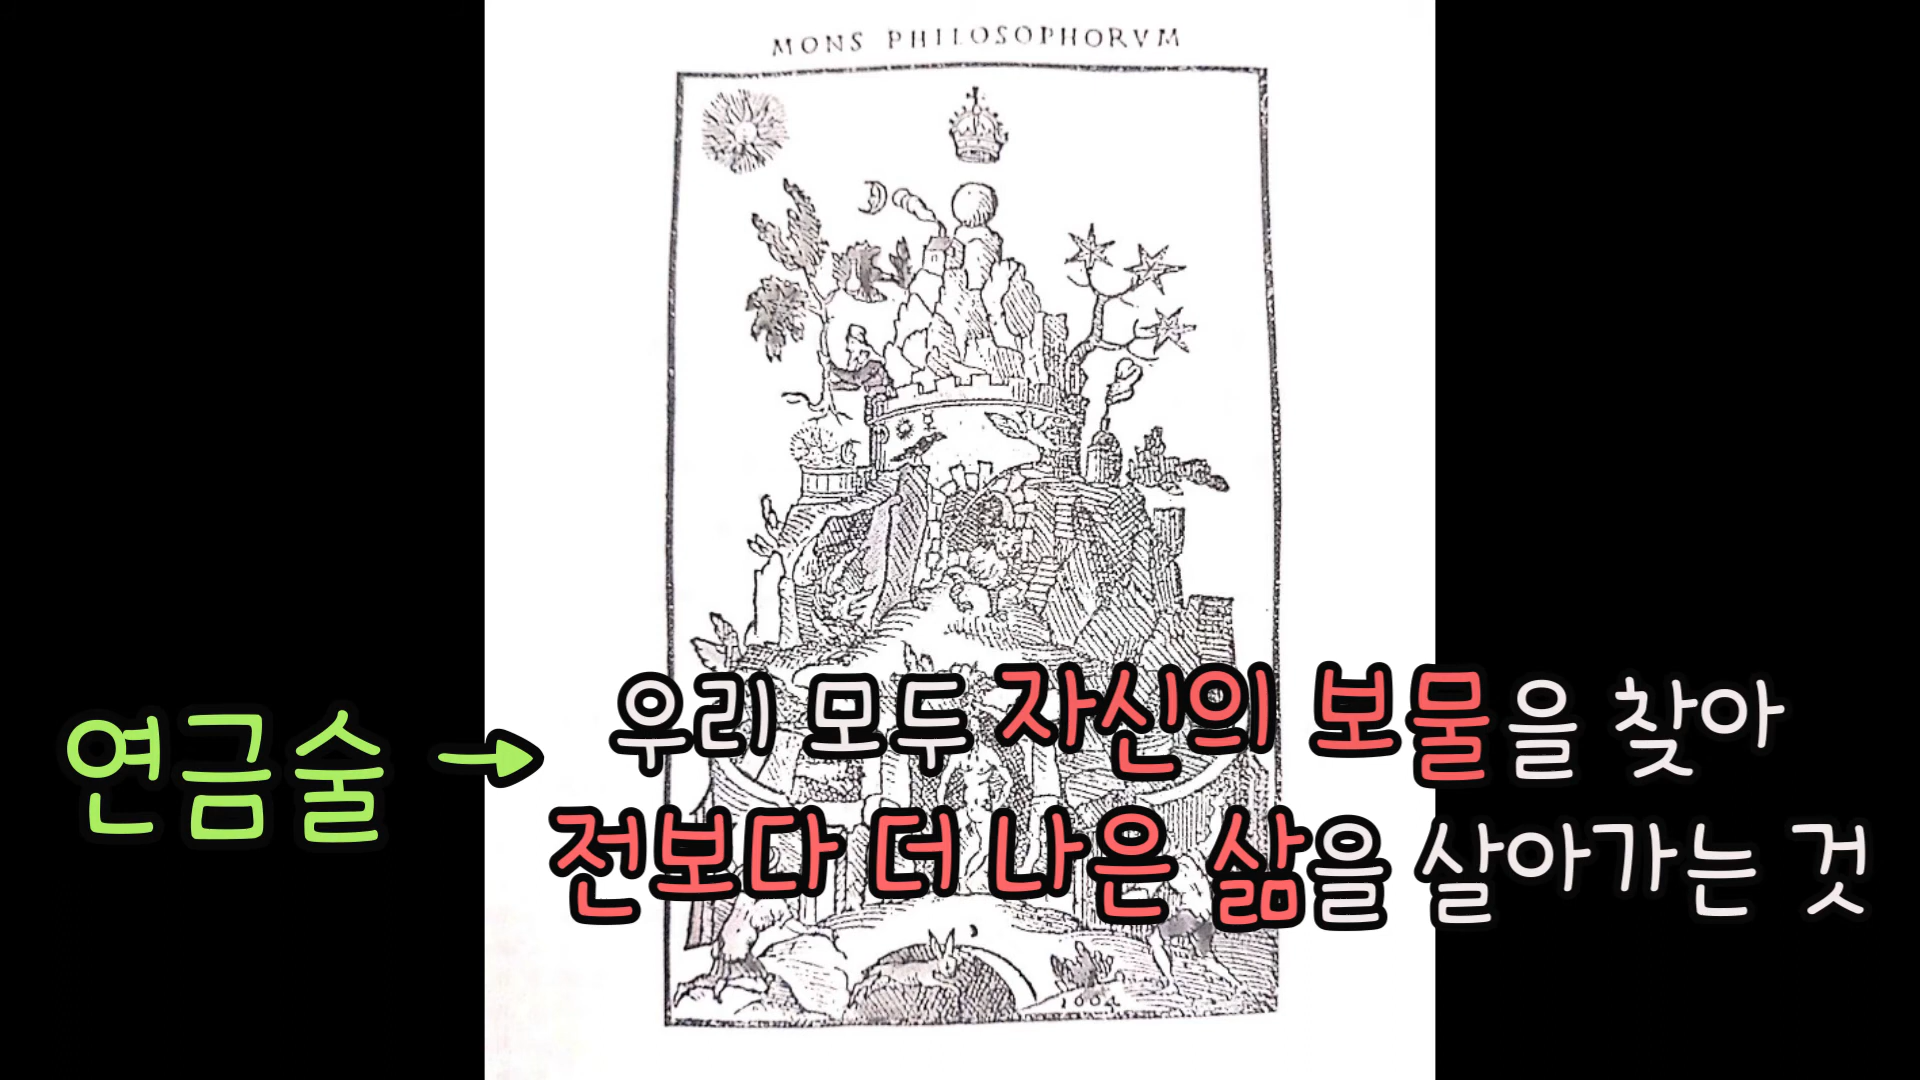 MONS PHILOSOPHORVM
연금술 → 우리 모두 자신의 보물을 찾아
전보다 더 나은 삶을 살아가는 것
1604